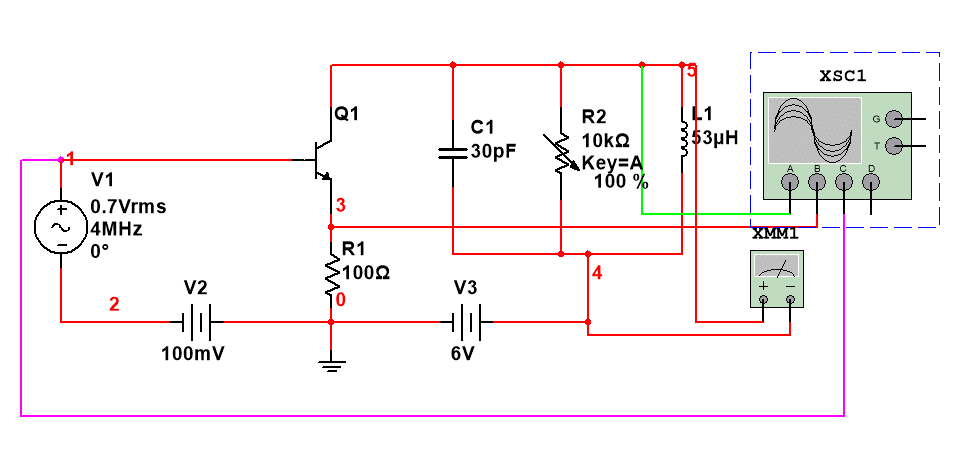 XSC1
G
T
A B C D
5
Q1
C1
30pF
R2
10kΩ
Key=A
100 %
L1
53µH
1
V1
0.7Vrms
4MHz
0°
3
R1
100Ω
XMM1
4
2
V2
100mV
0
V3
6V